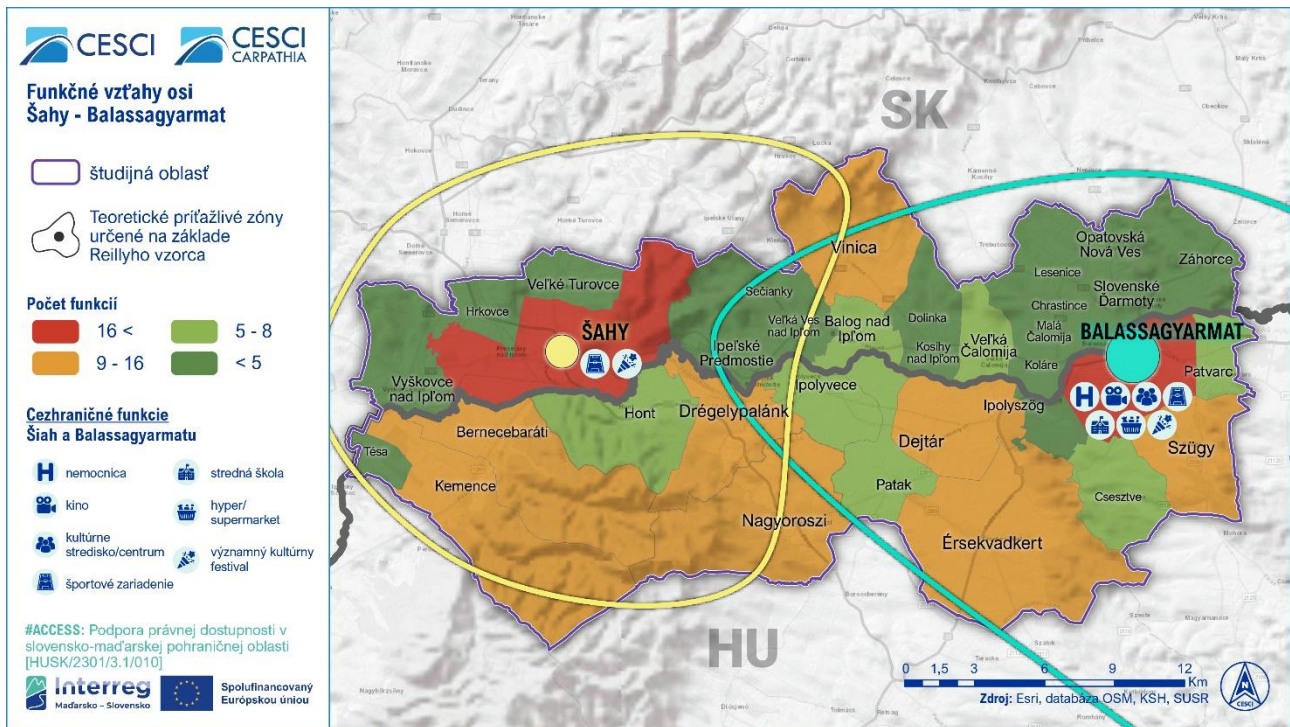 CESCI
CESCI
CARPATHIA
Funkčné vzťahy osi
Šahy - Balassagyarmat
študijná oblasť
Teoretické príťažlivé zóny
určené na základe
Reillyho vzorca
Počet funkcií
16 <
5 - 8
9 - 16
< 5
Cezhraničné funkcie
Šiah a Balassagyarmatu
H nemocnica
stredná škola
kino
hyper/
supermarket
kultúrne
stredisko/centrum
významný kultúrny
festival
športové zariadenie
#ACCESS: Podpora právnej dostupnosti v
slovensko-maďarskej pohraničnej oblasti
[HUSK/2301/3.1/010]
Interreg
Maďarsko – Slovensko
Spolufinancovaný
Európskou úniou
SK
HU
Vinica
Opatovská
Nová Ves
Záhorce
Lesenice
Slovenské
Ďarmoty
Chrastince
Malá
Čalomija
Koláre
BALASSAGYARMAT
Patvarc
H
Szügy
Veľké Turovce
Hrkovce
ŠAHY
Sečianky
Veľká Ves
nad Ipľom
Balog nad
Ipľom
Dolinka
Kosihy
nad Ipľom
Veľká
Čalomija
Ipeľské
Predmostie
Vyškovce
nad Ipľom
Tésa
Bernecebaráti
Kemence
Hont
Drégelypalánk
Ipolyvece
Nagyoroszi
Dejtár
Patak
Ipolyszög
Csesztve
Érsekvadkert
0 1,5 3 6 9 12
Km
Zdroj: Esri, databáza OSM, KSH, ŠÚSR
N
CESCI